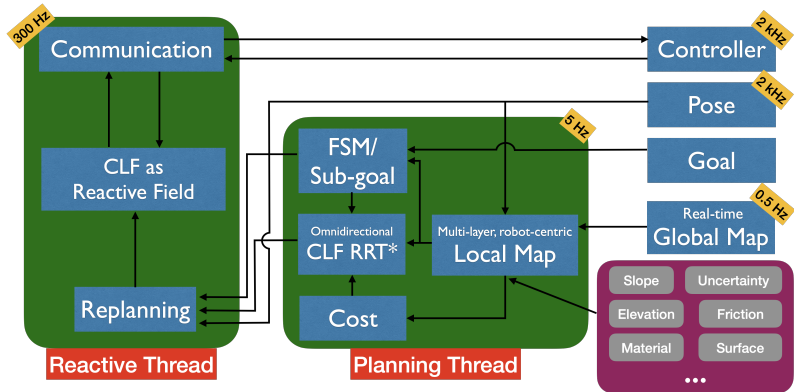 300 Hz
Communication
CLF as
Reactive Field
Replanning
Reactive Thread
5 Hz
FSM/
Sub-goal
Omnidirectional
CLF RRT*
Cost
Multi-layer, robot-centric
Local Map
Planning Thread
2 kHz
Controller
2 kHz
Pose
Goal
0.5 Hz
Real-time
Global Map
Slope Uncertainty
Elevation Friction
Material Surface
...